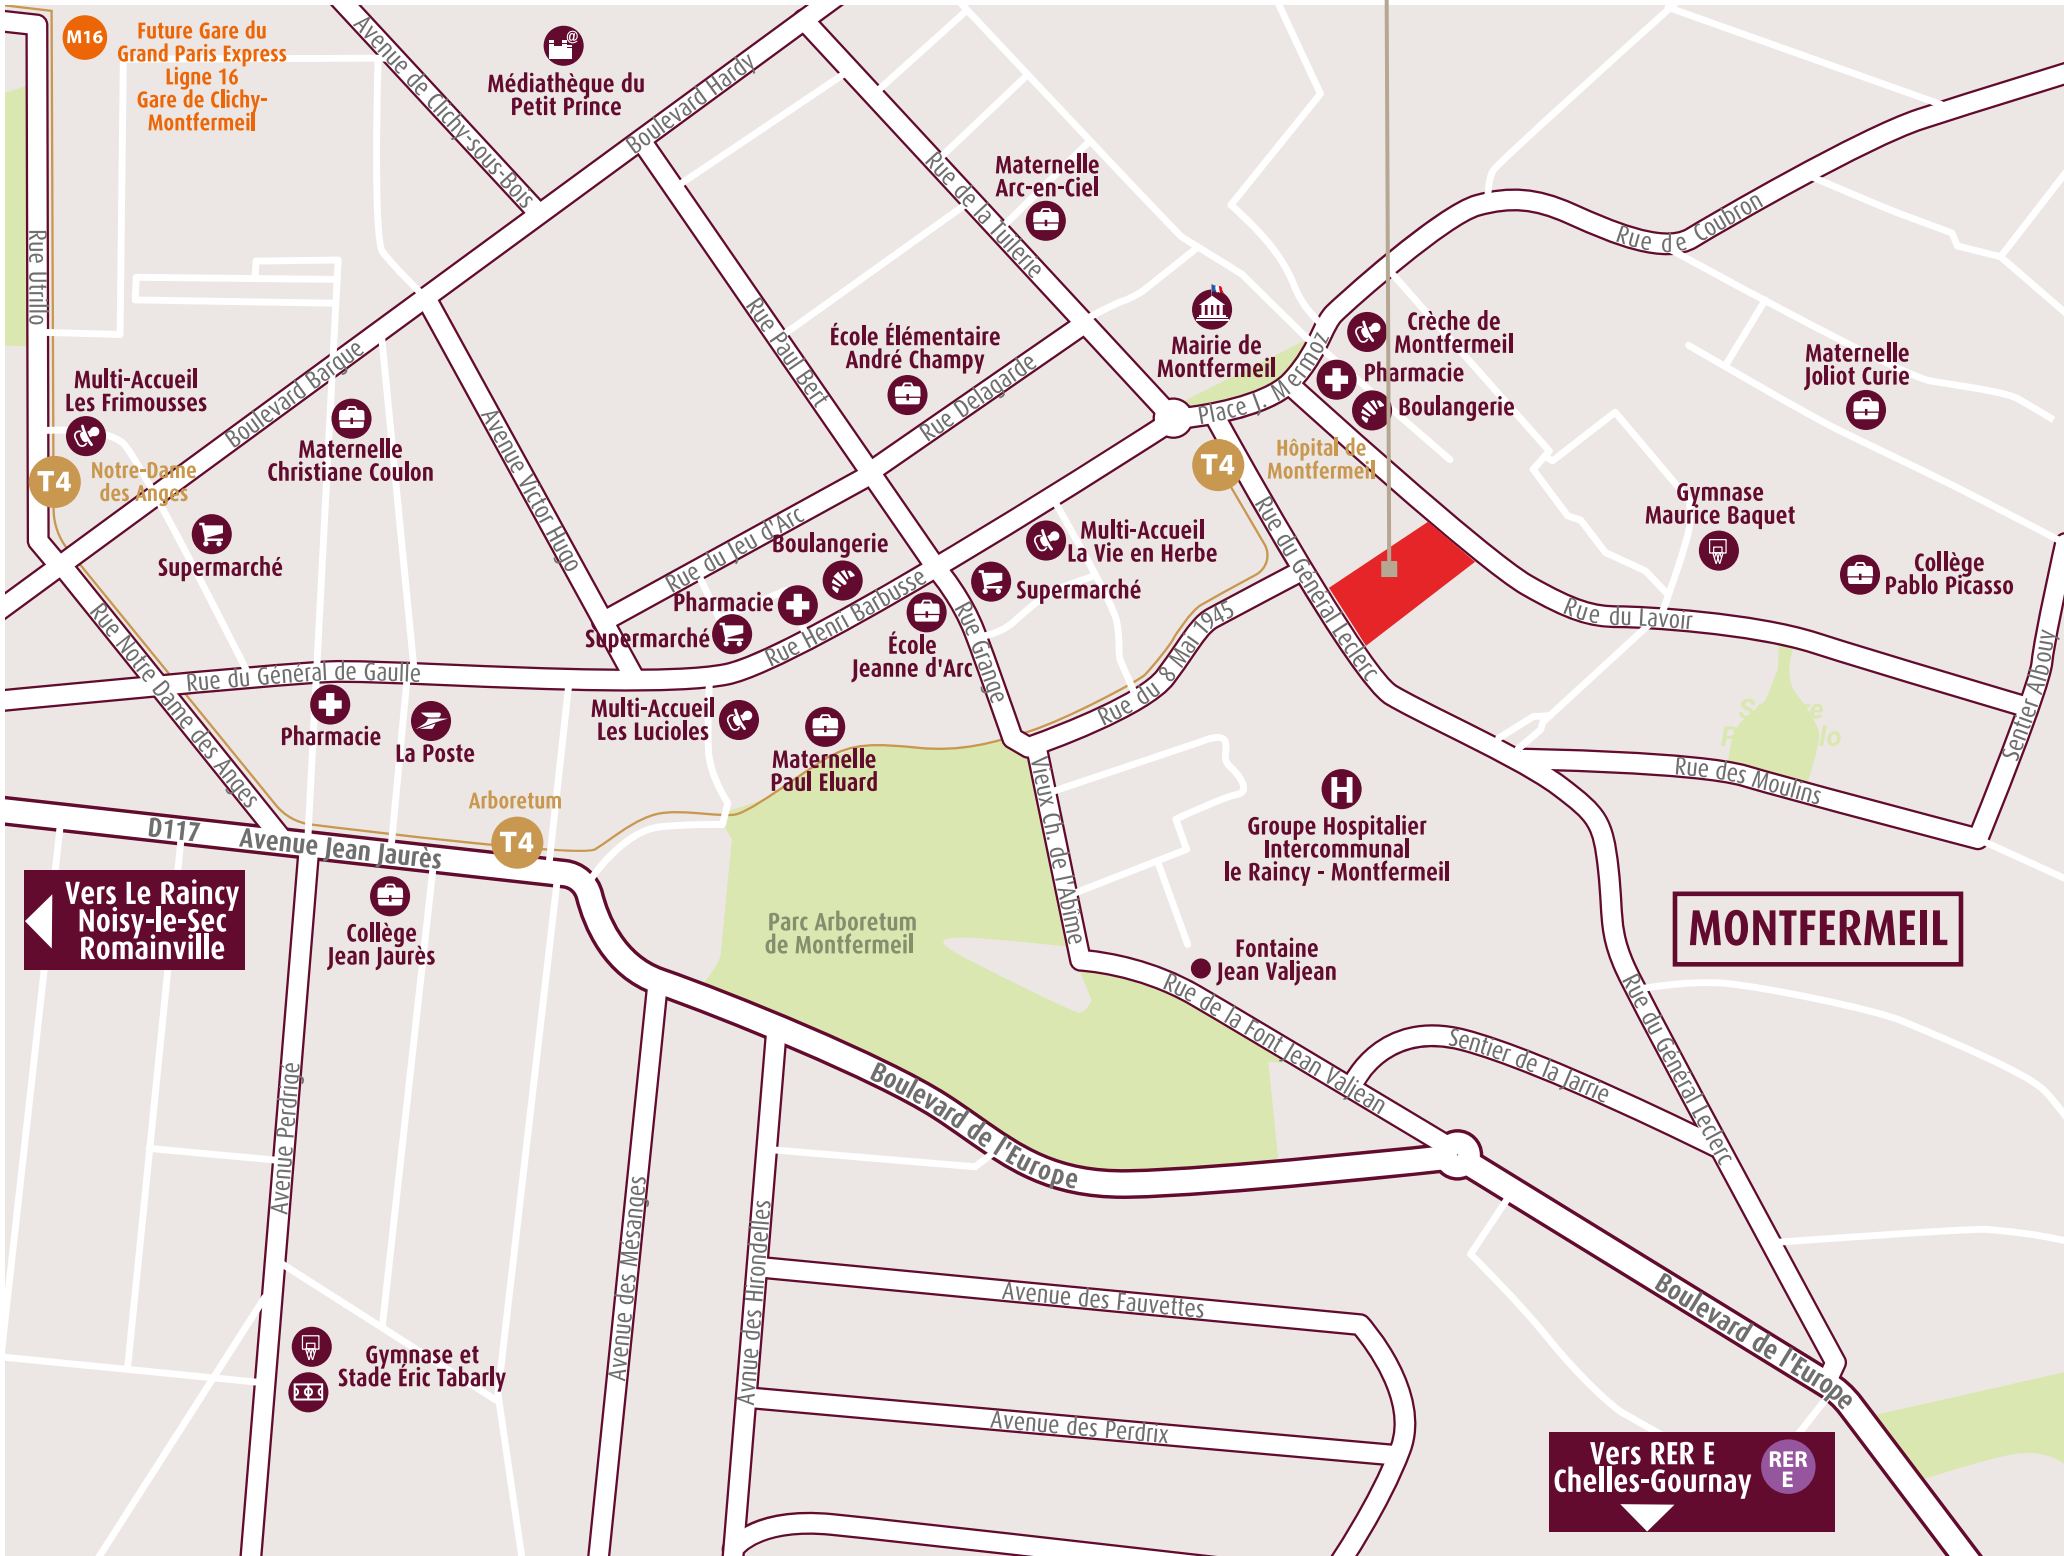 M16
Future Gare du
Grand Paris Express
Ligne 16
Gare de Clichy-
Montfermeil
Avenue de Clichy-sous-Bois
@
Médiathèque du
Petit Prince
Boulevard Hardy
Rue de la Tuilerie
Maternelle
Arc-en-Ciel
Rue de Coubron
Rue Utrillo
Mairie de
Montfermeil
Place J. Mermoz
Crèche de
Montfermeil
Pharmacie
Boulangerie
Maternelle
Joliot Curie
École Élémentaire
André Champy
Rue Paul Bert
Rue Delagarde
Boulevard Barque
Multi-Accueil
Les Frimousses
T4
Notre-Dame
des Anges
Maternelle
Christiane Coulon
Avenue Victor Hugo
T4
Hôpital de
Montfermeil
Gymnase
Maurice Baquet
Collège
Pablo Picasso
Supermarché
Rue du Jeu d'Arc
Boulangerie
Pharmacie
Supermarché
Rue Henri Barbusse
École
Jeanne d'Arc
Multi-Accueil
La Vie en Herbe
Supermarché
Rue Grange
Rue du 8 Mai 1945
Rue du Général Leclerc
Rue du Lavoir
Sentier Albouy
Rue des Moulins
Rue Notre Dame des Anges
Rue du Général de Gaulle
Pharmacie
La Poste
Multi-Accueil
Les Lucioles
Maternelle
Paul Eluard
Arboretum
T4
D117
Avenue Jean Jaurès
Vieux Ch. de l'Abime
H
Groupe Hospitalier
Intercommunal
le Raincy - Montfermeil
Vers Le Raincy
Noisy-le-Sec
Romainville
Collège
Jean Jaurès
Parc Arboretum
de Montfermeil
Fontaine
Jean Valjean
MONTFERMEIL
Rue de la Font Jean Valjean
Sentier de la Jarrie
Rue du Général Leclerc
Avenue Perdrigé
Boulevard de l'Europe
Avenue des Mésanges
Avnue des Hirondelles
Avenue des Fauvettes
Avenue des Perdrix
Gymnase et
Stade Éric Tabarly
Boulevard de l'Europe
Vers RER E
Chelles-Gournay
RER
E